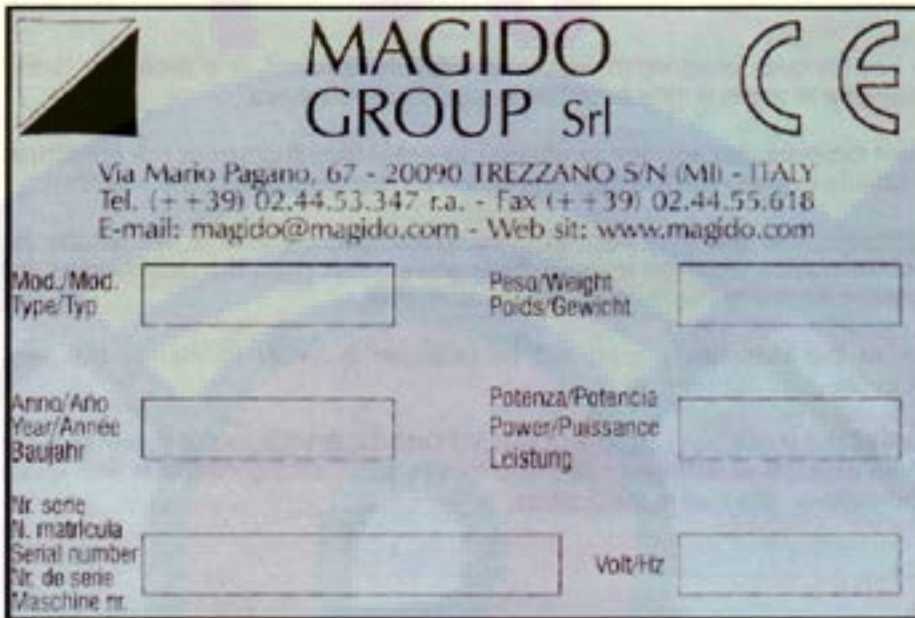 MAGIDO
GROUP Srl
CE
Via Mario Pagano, 67 - 20090 TREZZANO S/N (MI) - ITALY
Tel. (++39) 02.44.53.347 r.a. - Fax (++39) 02.44.55.618
E-mail: magido@magido.com - Web sit: www.magido.com
Mod./Mod.
Type/Typ
Peso/Weight
Poids/Gewicht
Anno/Año
Year/Année
Baujahr
Potenza/Potencia
Power/Puissance
Leistung
Nr. serie
N. matricula
Serial number
Nr. de serie
Maschine nr.
Volt/Hz